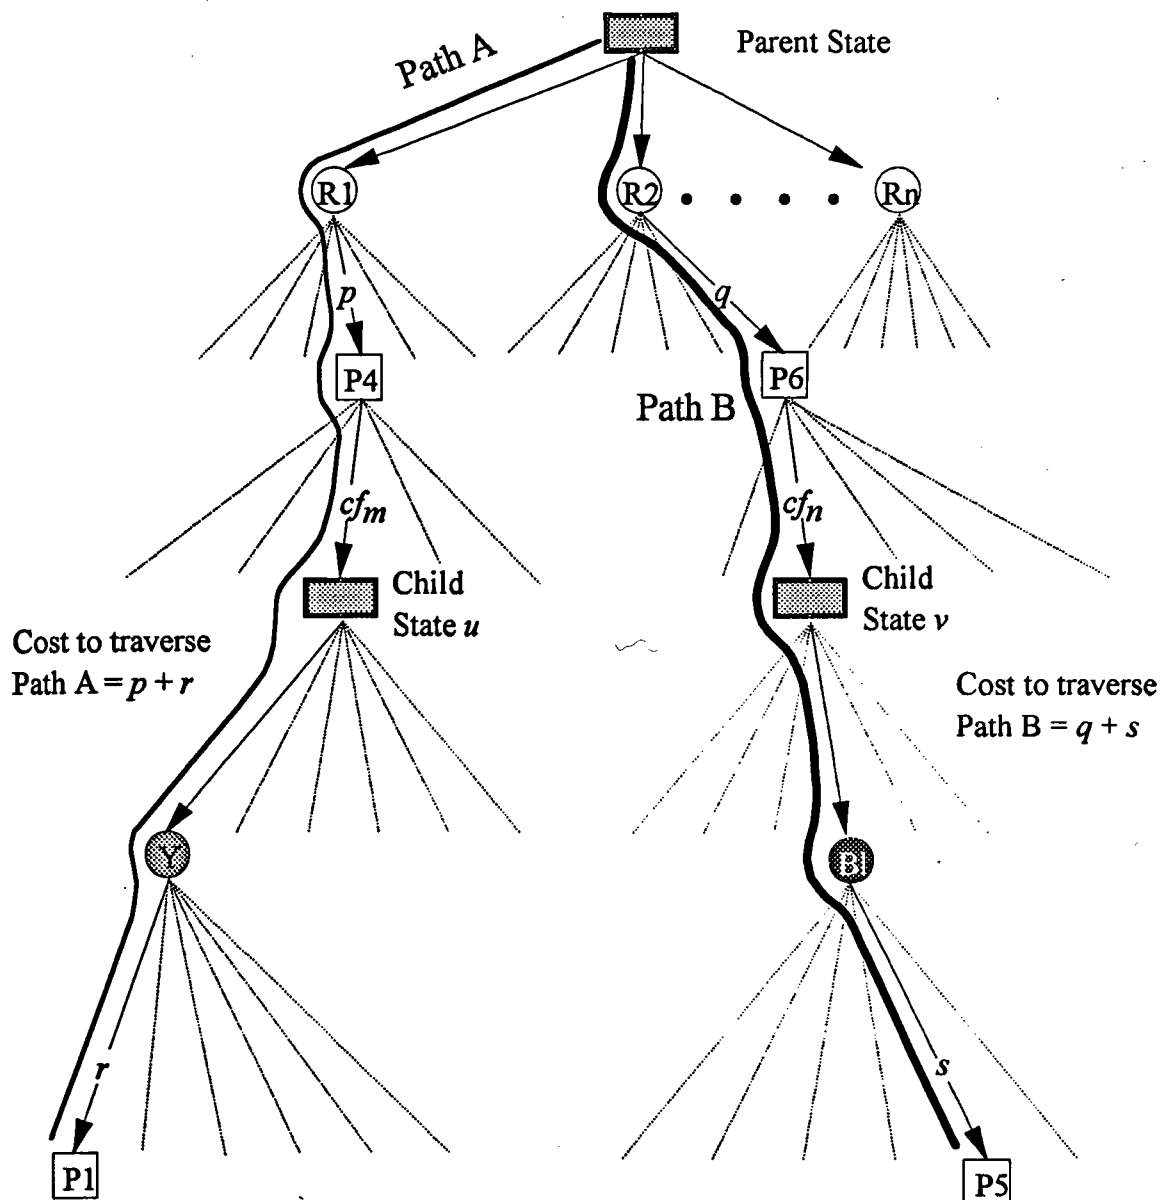 Path A
Parent State
R1
R2
Rn
p
q
P4
P6
Path B
cfm
cfn
Child
State u
Child
State v
Cost to traverse
Path A = p + r
Cost to traverse
Path B = q + s
Y
Bl
r
s
P1
P5